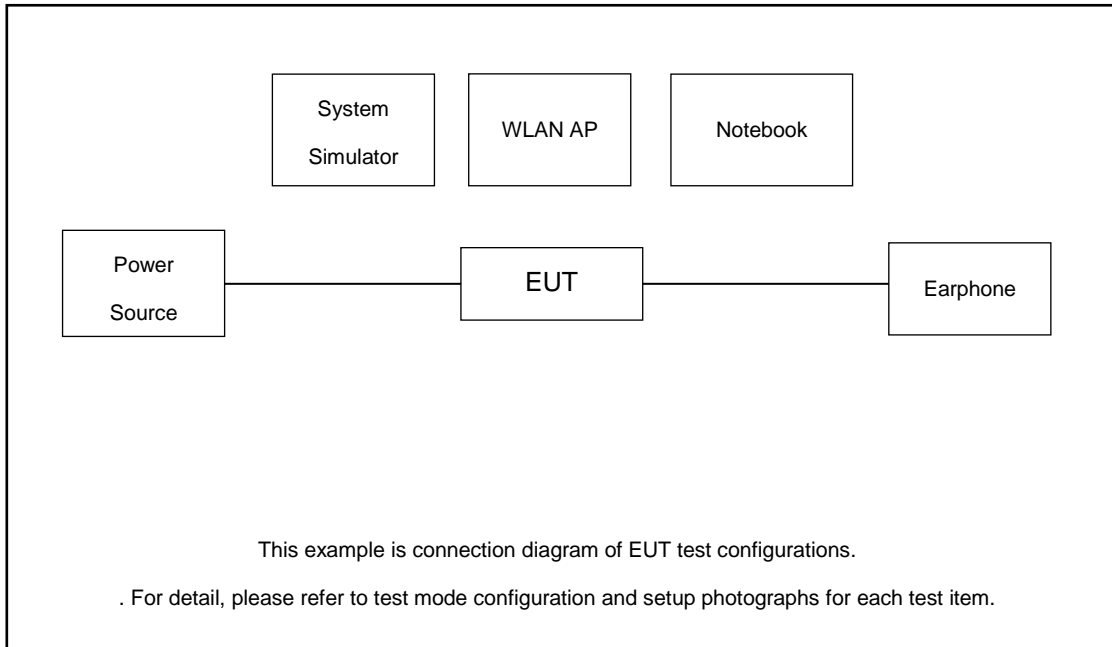 System
Simulator
WLAN AP
Notebook
Power
Source
EUT
Earphone
This example is connection diagram of EUT test configurations.
. For detail, please refer to test mode configuration and setup photographs for each test item.